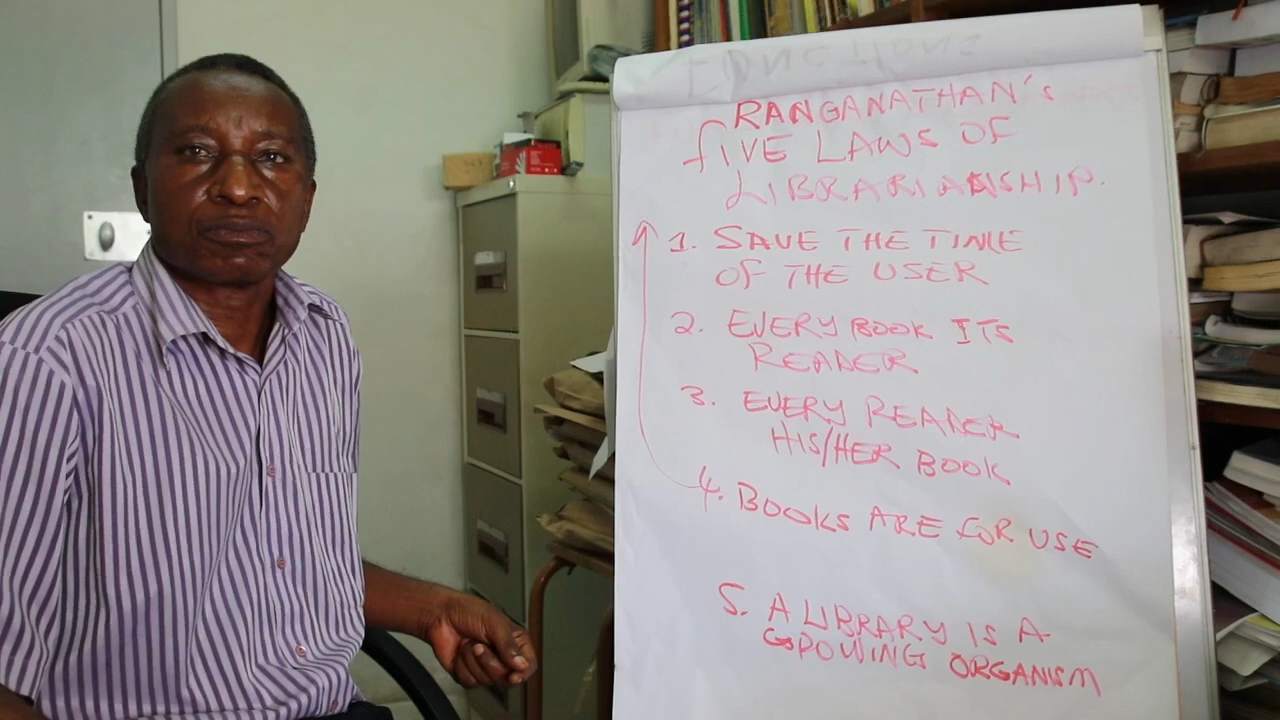 RANGANATHAN's
fIVE LAWS OF
LIBRARIANSHIP.
1. SAVE THE TIME
OF THE USER
2. EVERY BOOK ITS
READER
3. EVERY READER
HIS/HER BOOK
4. BOOKS ARE FOR USE
5. A LIBRARY IS A
GROWING ORGANISM